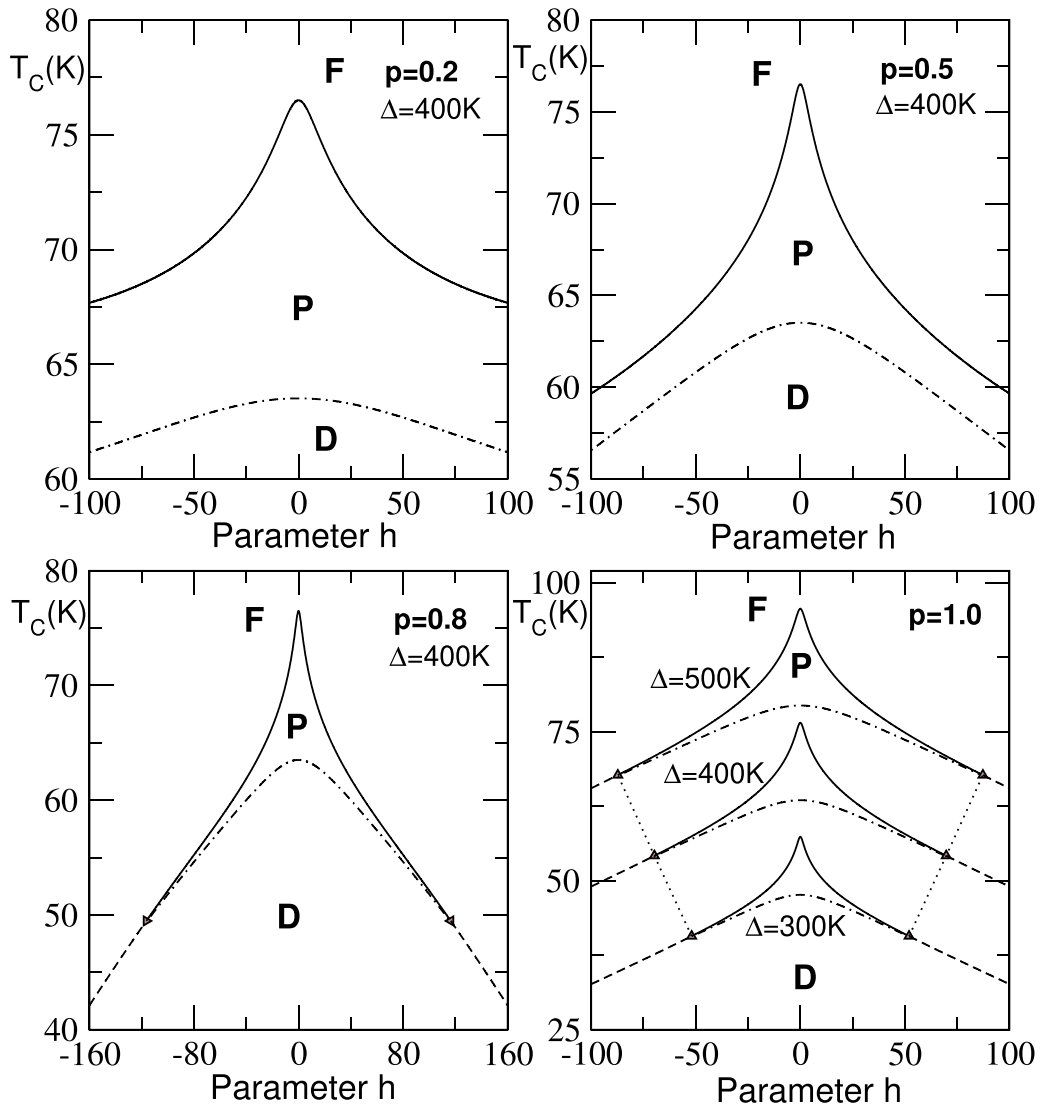 80
T_C(K)
F
p=0.2
Δ=400K
75
70
P
65
D
60
-100
-50
0
50
100
Parameter h
80
T_C(K)
F
p=0.5
Δ=400K
75
70
P
65
60
D
55
-100
-50
0
50
100
Parameter h
80
T_C(K)
F
p=0.8
Δ=400K
70
P
60
50
D
40
-160
-80
0
80
160
Parameter h
100
T_C(K)
F
p=1.0
Δ=500K
P
75
Δ=400K
50
Δ=300K
D
25
-100
-50
0
50
100
Parameter h